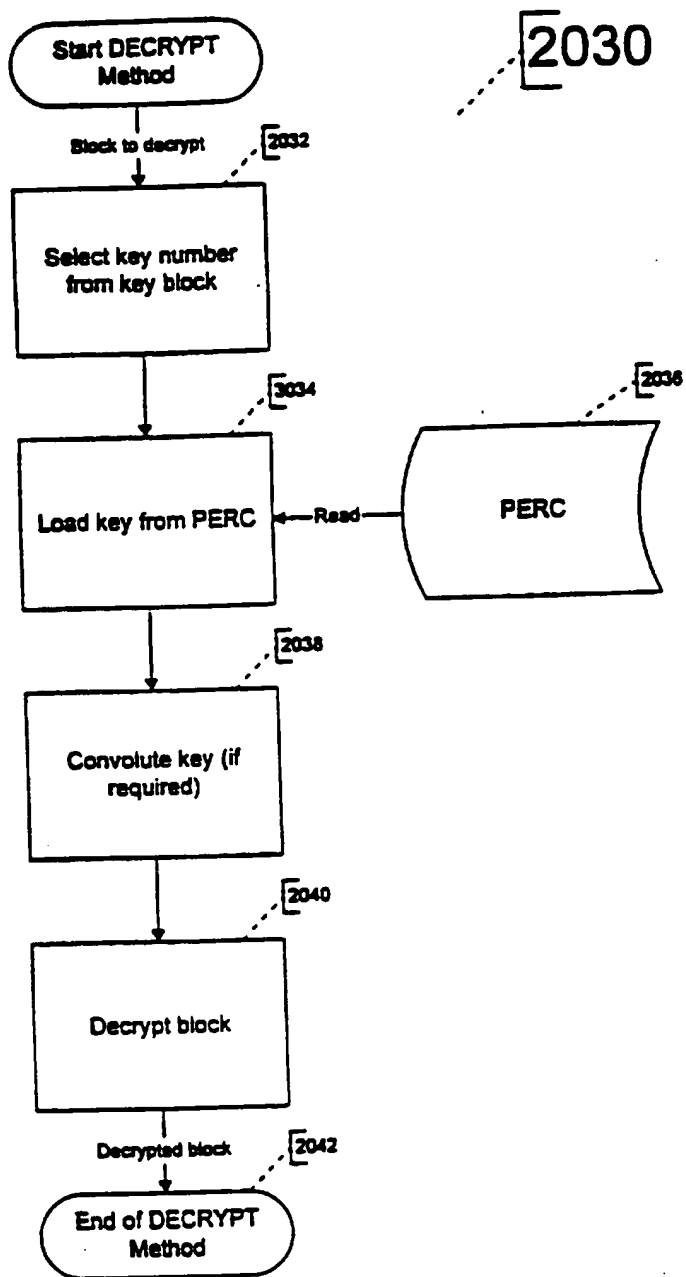 2030
Start DECRYPT
Method
Block to decrypt
2032
Select key number
from key block
3034
Load key from PERC
Read
2036
PERC
2038
Convolute key (if
required)
2040
Decrypt block
Decrypted block
2042
End of DECRYPT
Method